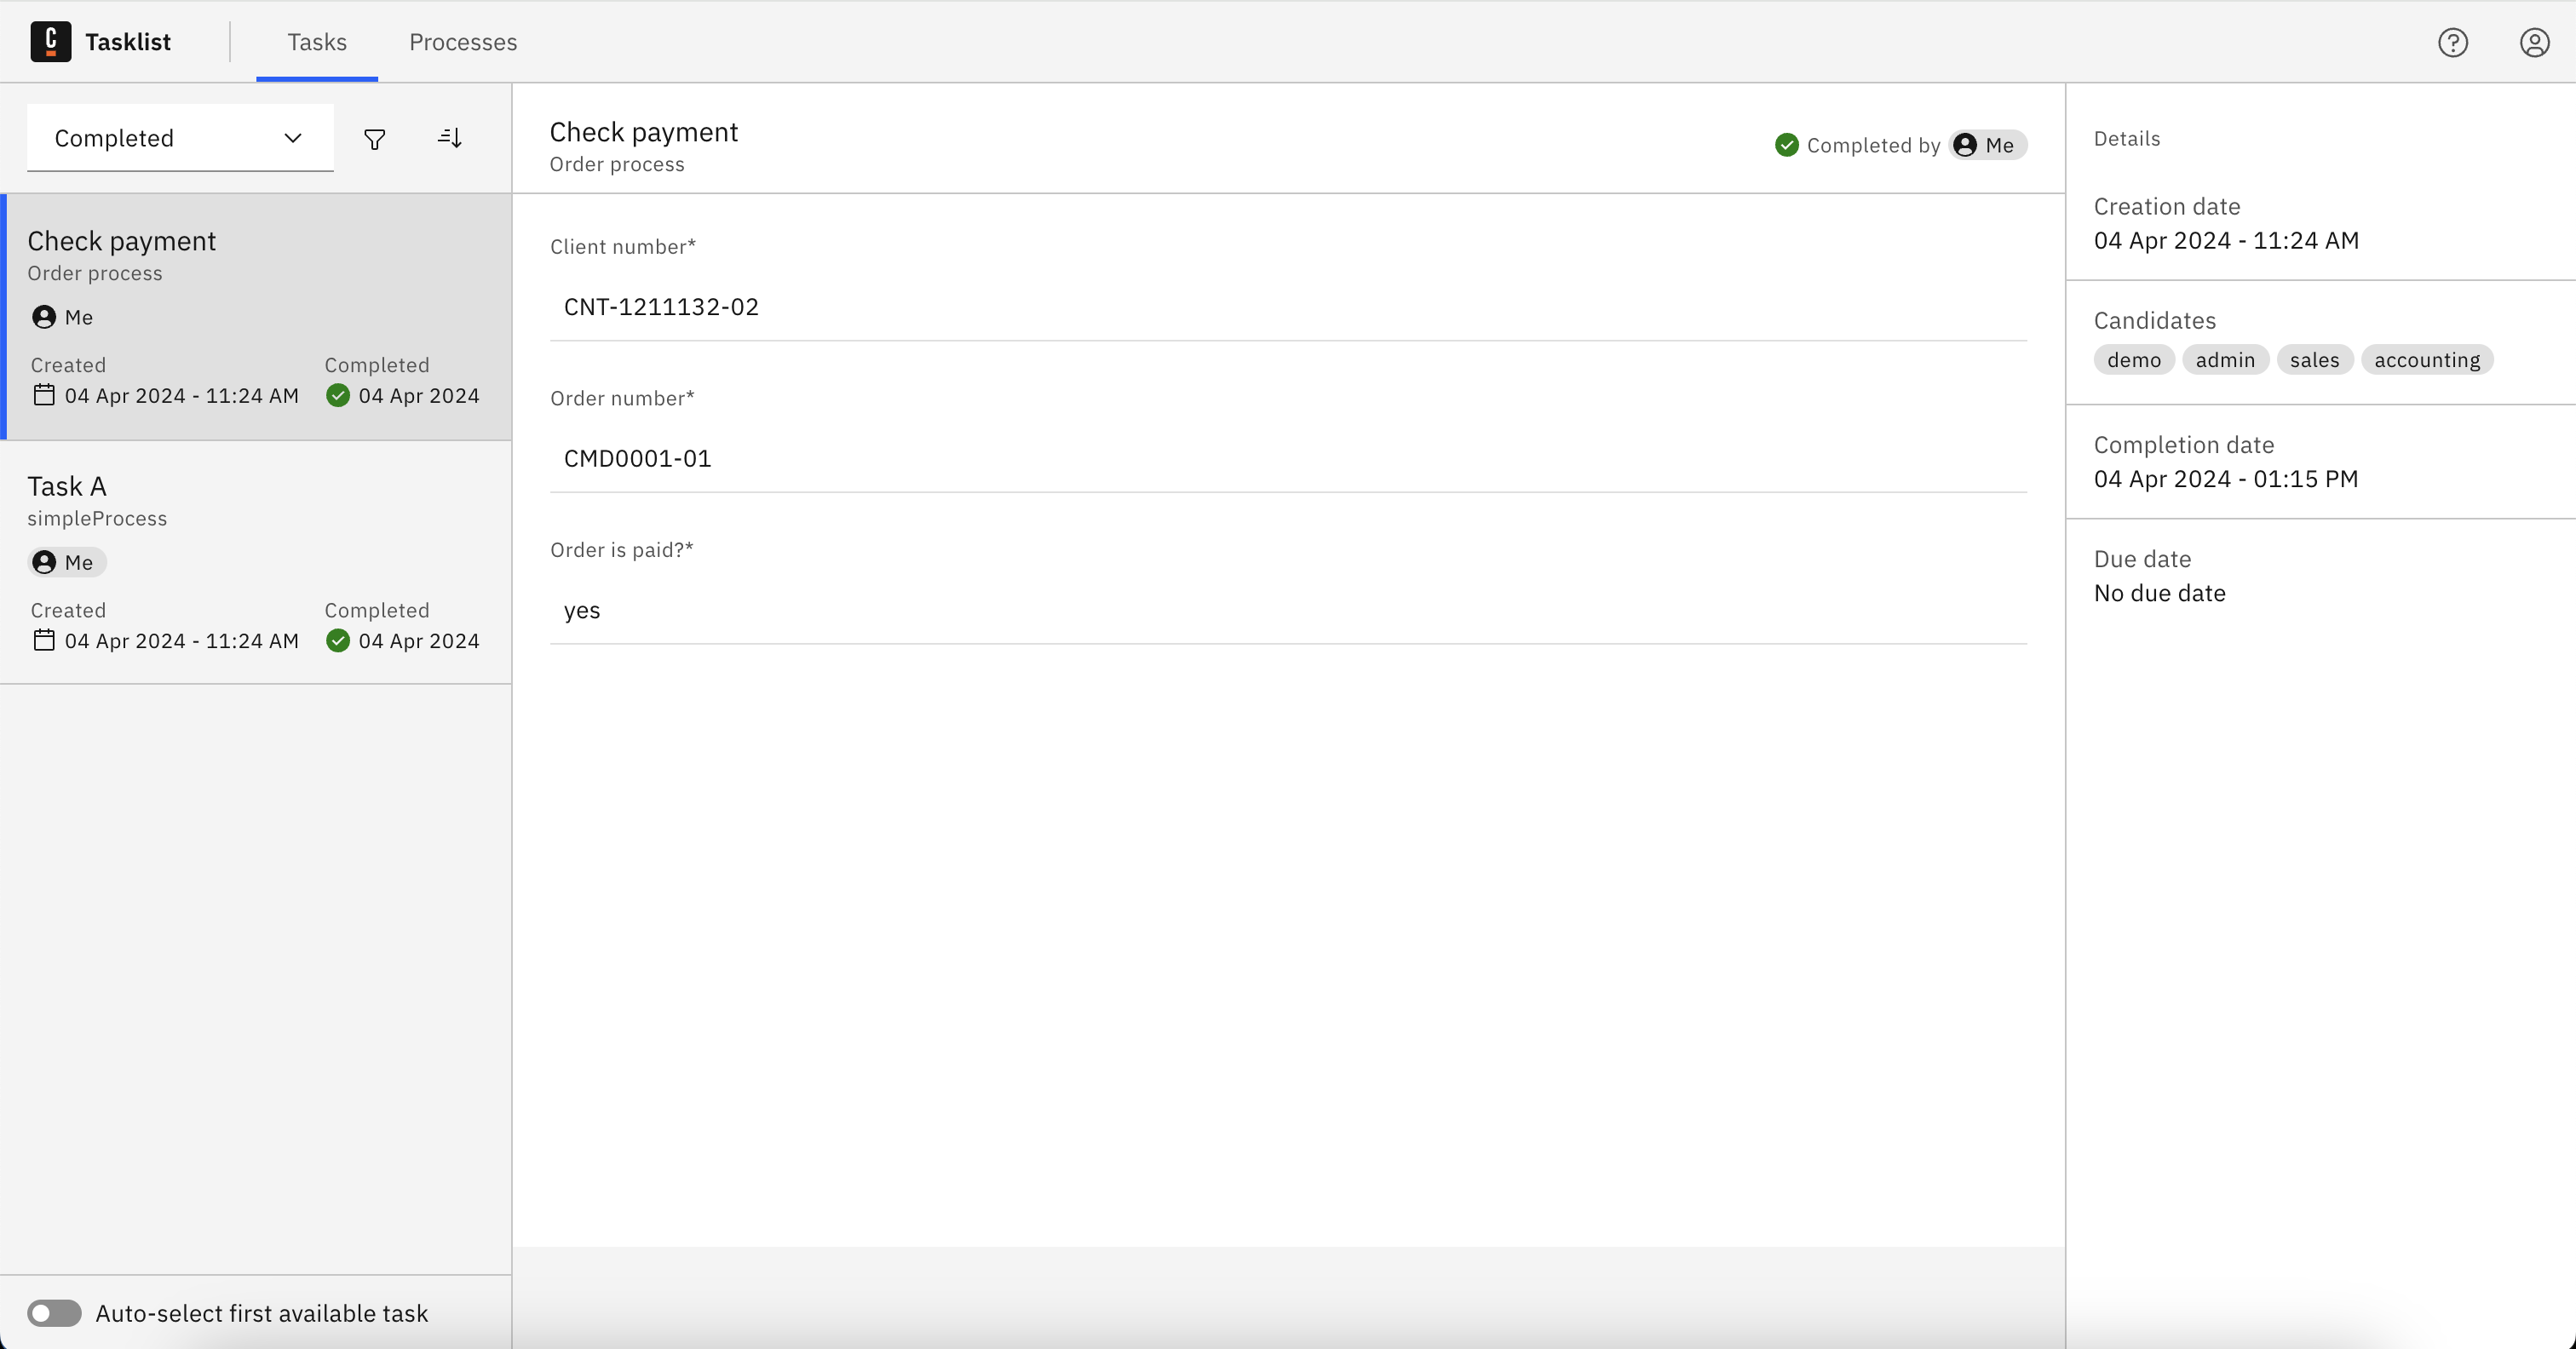 Tasklist
Tasks
Processes
Completed
Check payment
Order process
Me
Created
Completed
04 Apr 2024 - 11:24 AM
04 Apr 2024
Task A
simpleProcess
Me
Created
Completed
04 Apr 2024 - 11:24 AM
04 Apr 2024
Auto-select first available task
Check payment
Order process
Completed by
Me
Client number*
CNT-1211132-02
Order number*
CMD0001-01
Order is paid?*
yes
Details
Creation date
04 Apr 2024 - 11:24 AM
Candidates
demo admin sales accounting
Completion date
04 Apr 2024 - 01:15 PM
Due date
No due date